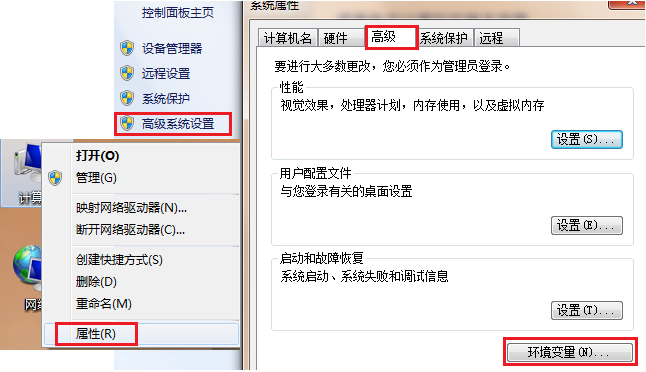 控制面板主页
设备管理器
远程设置
系统保护
高级系统设置
计算
网络
打开(O)
管理(G)
映射网络驱动器(N)...
断开网络驱动器(C)...
创建快捷方式(S)
删除(D)
重命名(M)
属性(R)
系统属性
计算机名 硬件 高级 系统保护 远程
要进行大多数更改，您必须作为管理员登录。
性能
视觉效果，处理器计划，内存使用，以及虚拟内存
设置(S)...
用户配置文件
与您登录有关的桌面设置
设置(E)...
启动和故障恢复
系统启动、系统失败和调试信息
设置(T)...
环境变量(N)...